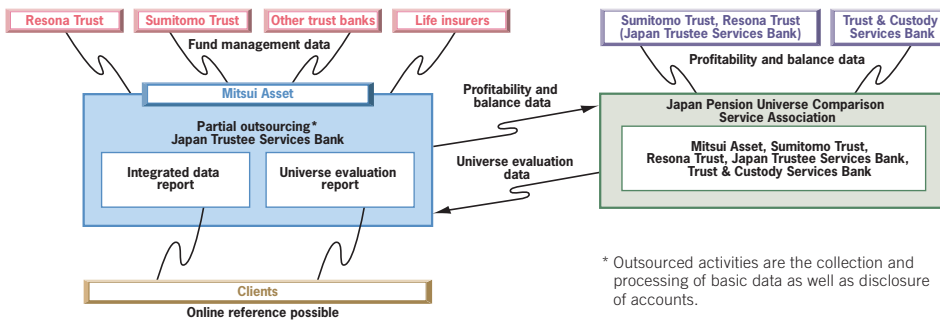 Resona Trust
Sumitomo Trust
Other trust banks
Life insurers
Fund management data
Mitsui Asset
Partial outsourcing*
Japan Trustee Services Bank
Integrated data
report
Universe evaluation
report
Clients
Online reference possible
Profitability and
balance data
Universe evaluation
data
Sumitomo Trust, Resona Trust
(Japan Trustee Services Bank)
Trust & Custody
Services Bank
Profitability and balance data
Japan Pension Universe Comparison
Service Association
Mitsui Asset, Sumitomo Trust,
Resona Trust, Japan Trustee Services Bank,
Trust & Custody Services Bank
* Outsourced activities are the collection and
processing of basic data as well as disclosure
of accounts.